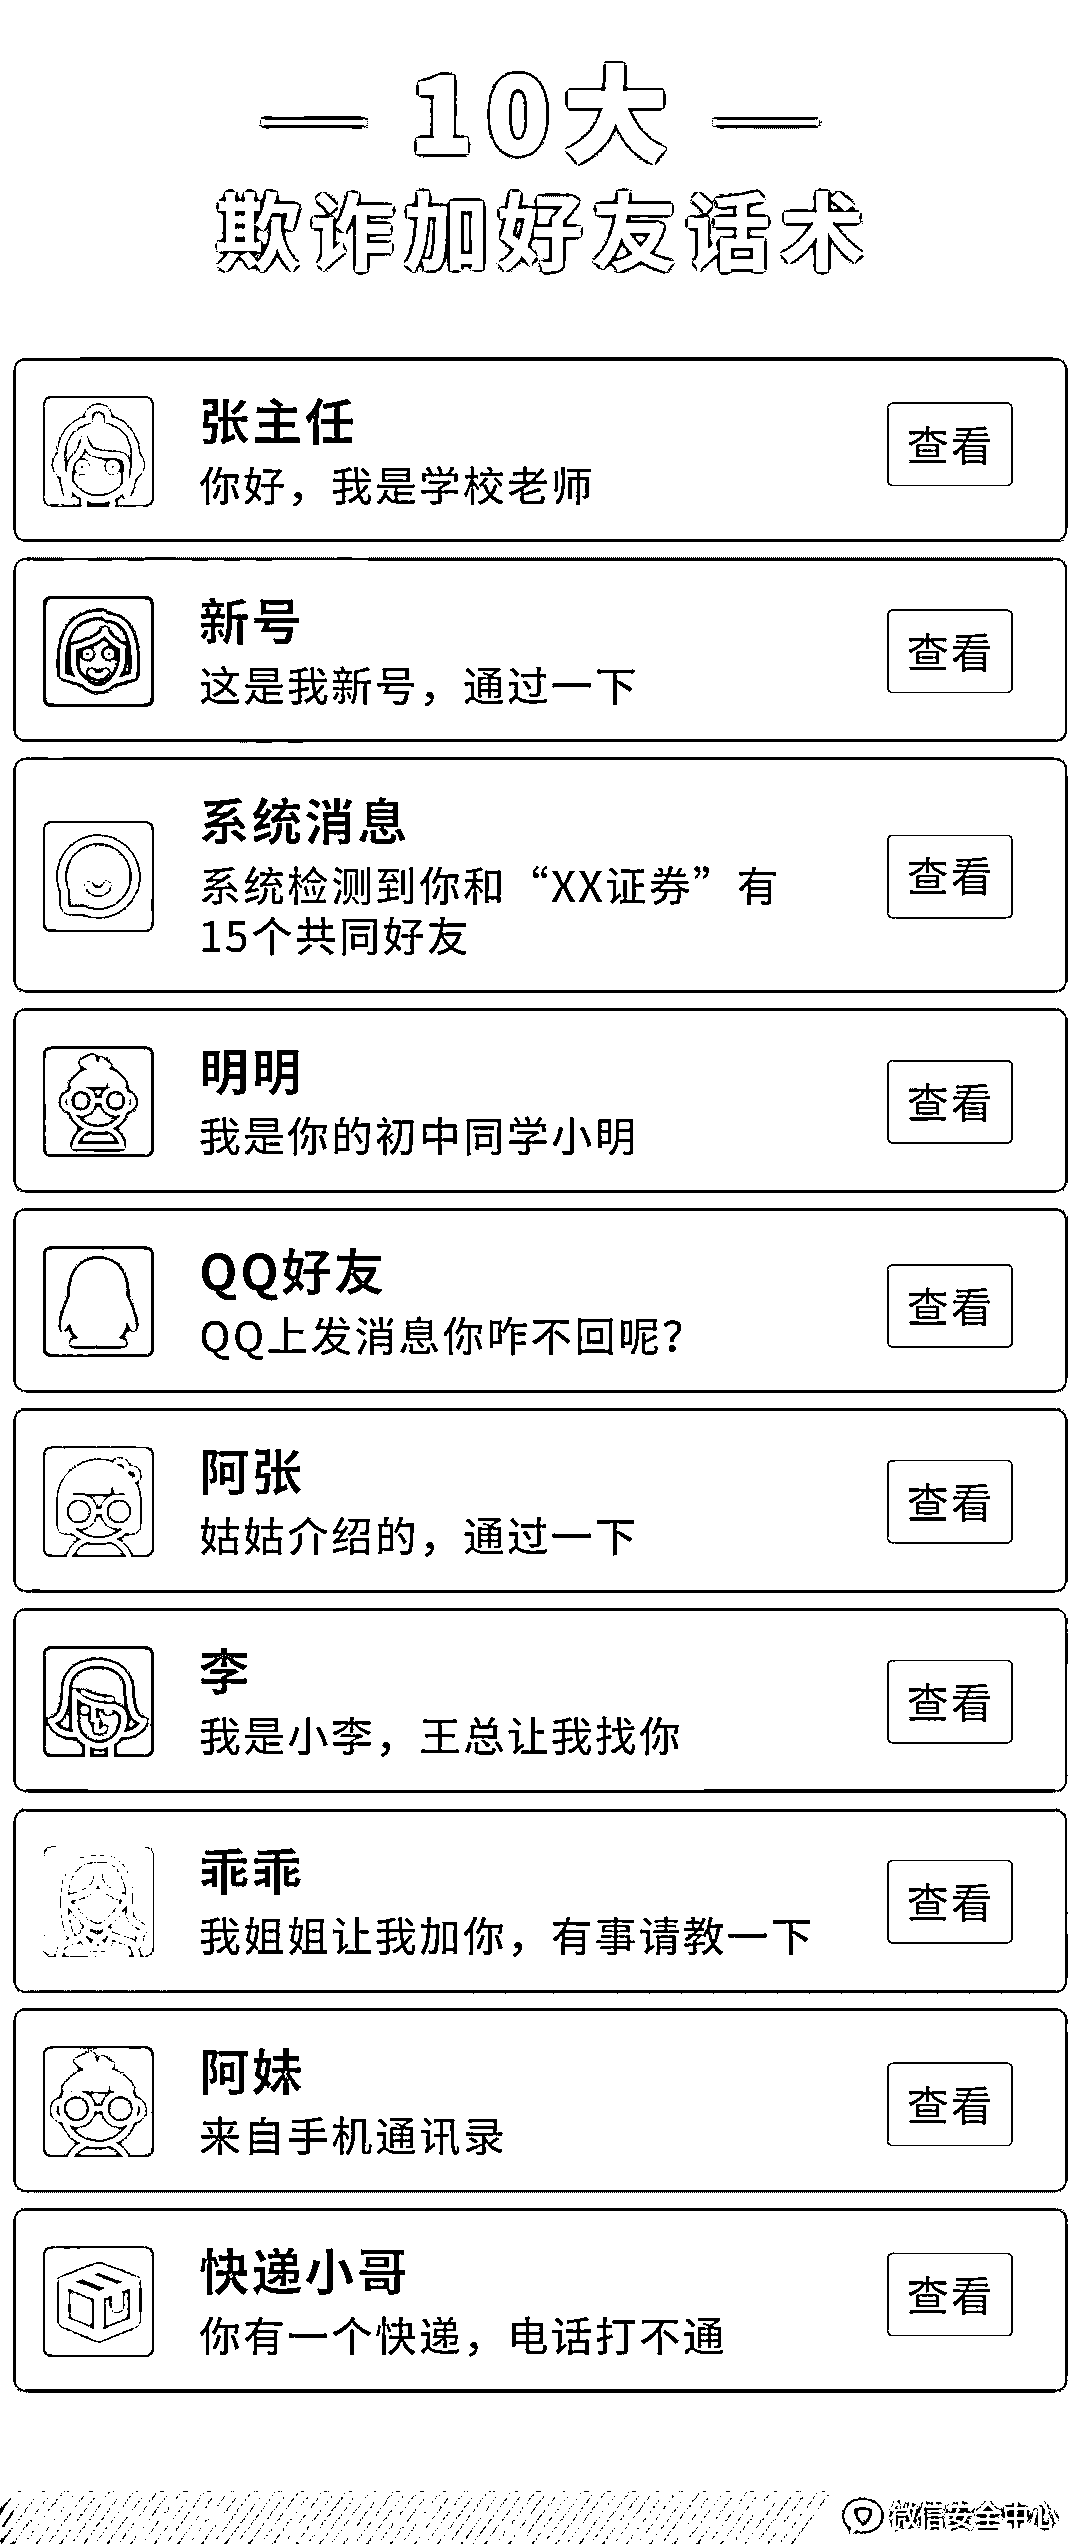 10大
欺诈加好友话术
张主任
你好，我是学校老师
查看
新号
这是我新号，通过一下
查看
系统消息
系统检测到你和“XX证券”有
15个共同好友
查看
明明
我是你的初中同学小明
查看
QQ好友
QQ上发消息你咋不回呢？
查看
阿张
姑姑介绍的，通过一下
查看
李
我是小李，王总让我找你
查看
乖乖
我姐姐让我加你，有事请教一下
查看
阿妹
来自手机通讯录
查看
快递小哥
你有一个快递，电话打不通
查看
微信安全中心